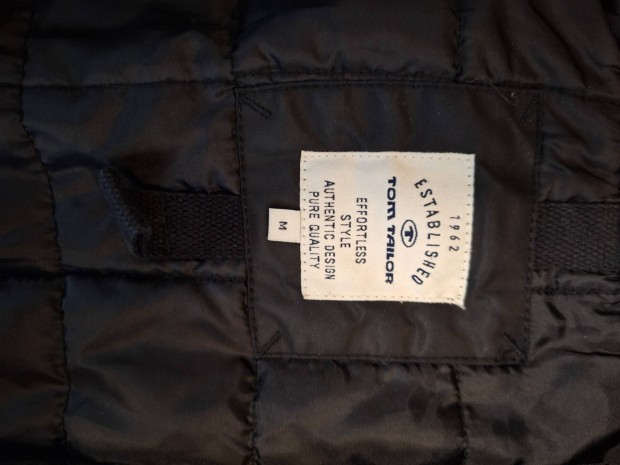 1962
ESTABLISHED
TOM TAILOR
EFFORTLESS
STYLE
AUTHENTIC DESIGN
PURE QUALITY
M